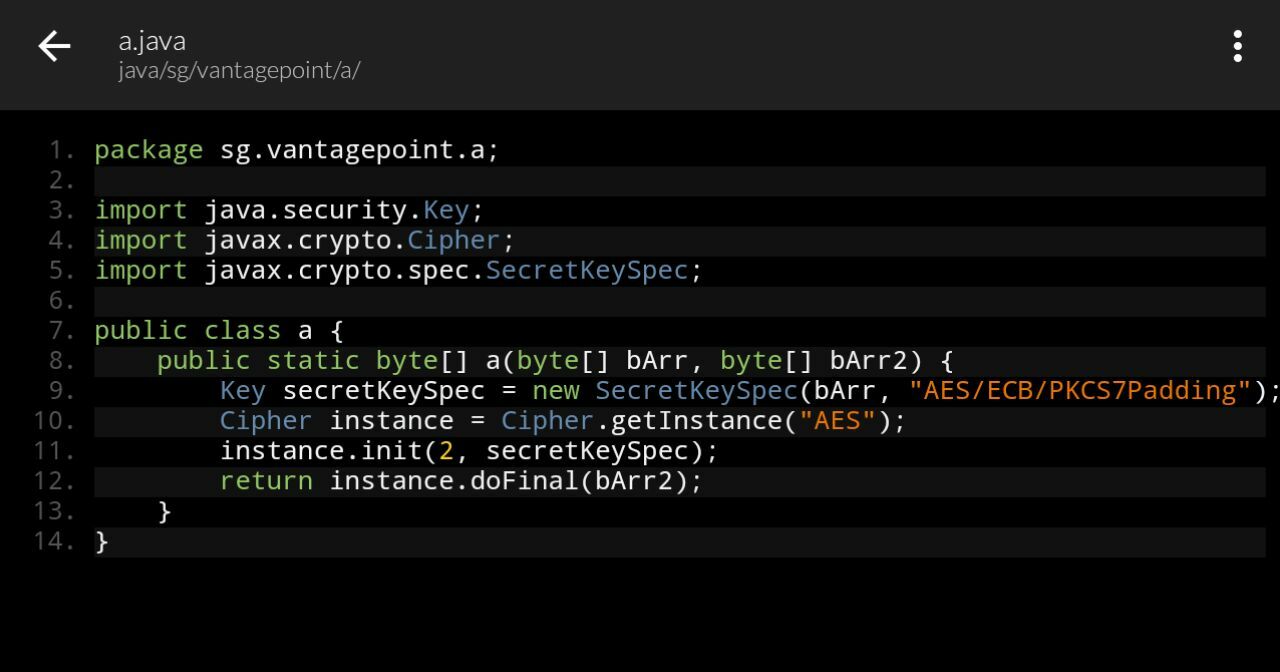 a.java
java/sg/vantagepoint/a/
1. package sg.vantagepoint.a;
2.
3. import java.security.Key;
4. import javax.crypto.Cipher;
5. import javax.crypto.spec.SecretKeySpec;
6.
7. public class a {
8.     public static byte[] a(byte[] bArr, byte[] bArr2) {
9.         Key secretKeySpec = new SecretKeySpec(bArr, "AES/ECB/PKCS7Padding");
10.         Cipher instance = Cipher.getInstance("AES");
11.         instance.init(2, secretKeySpec);
12.         return instance.doFinal(bArr2);
13.     }
14. }